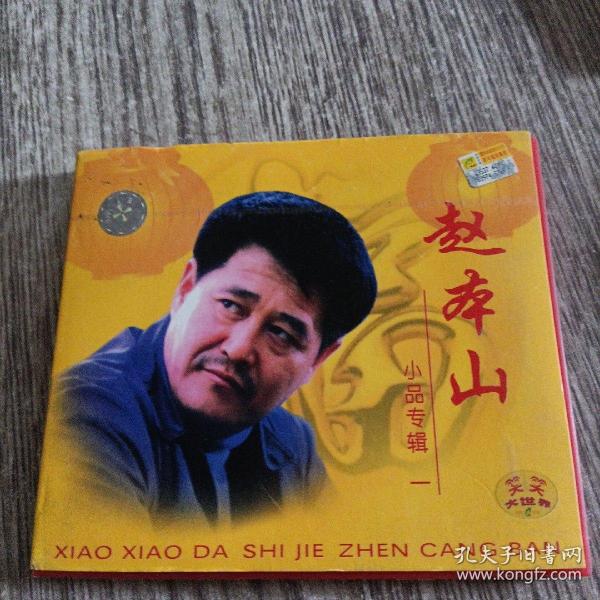 赵本山
小品专辑 一
笑笑
大世界
XIAO XIAO DA SHI JIE ZHEN CANG BAN
孔夫子旧书网
www.kongfz.com